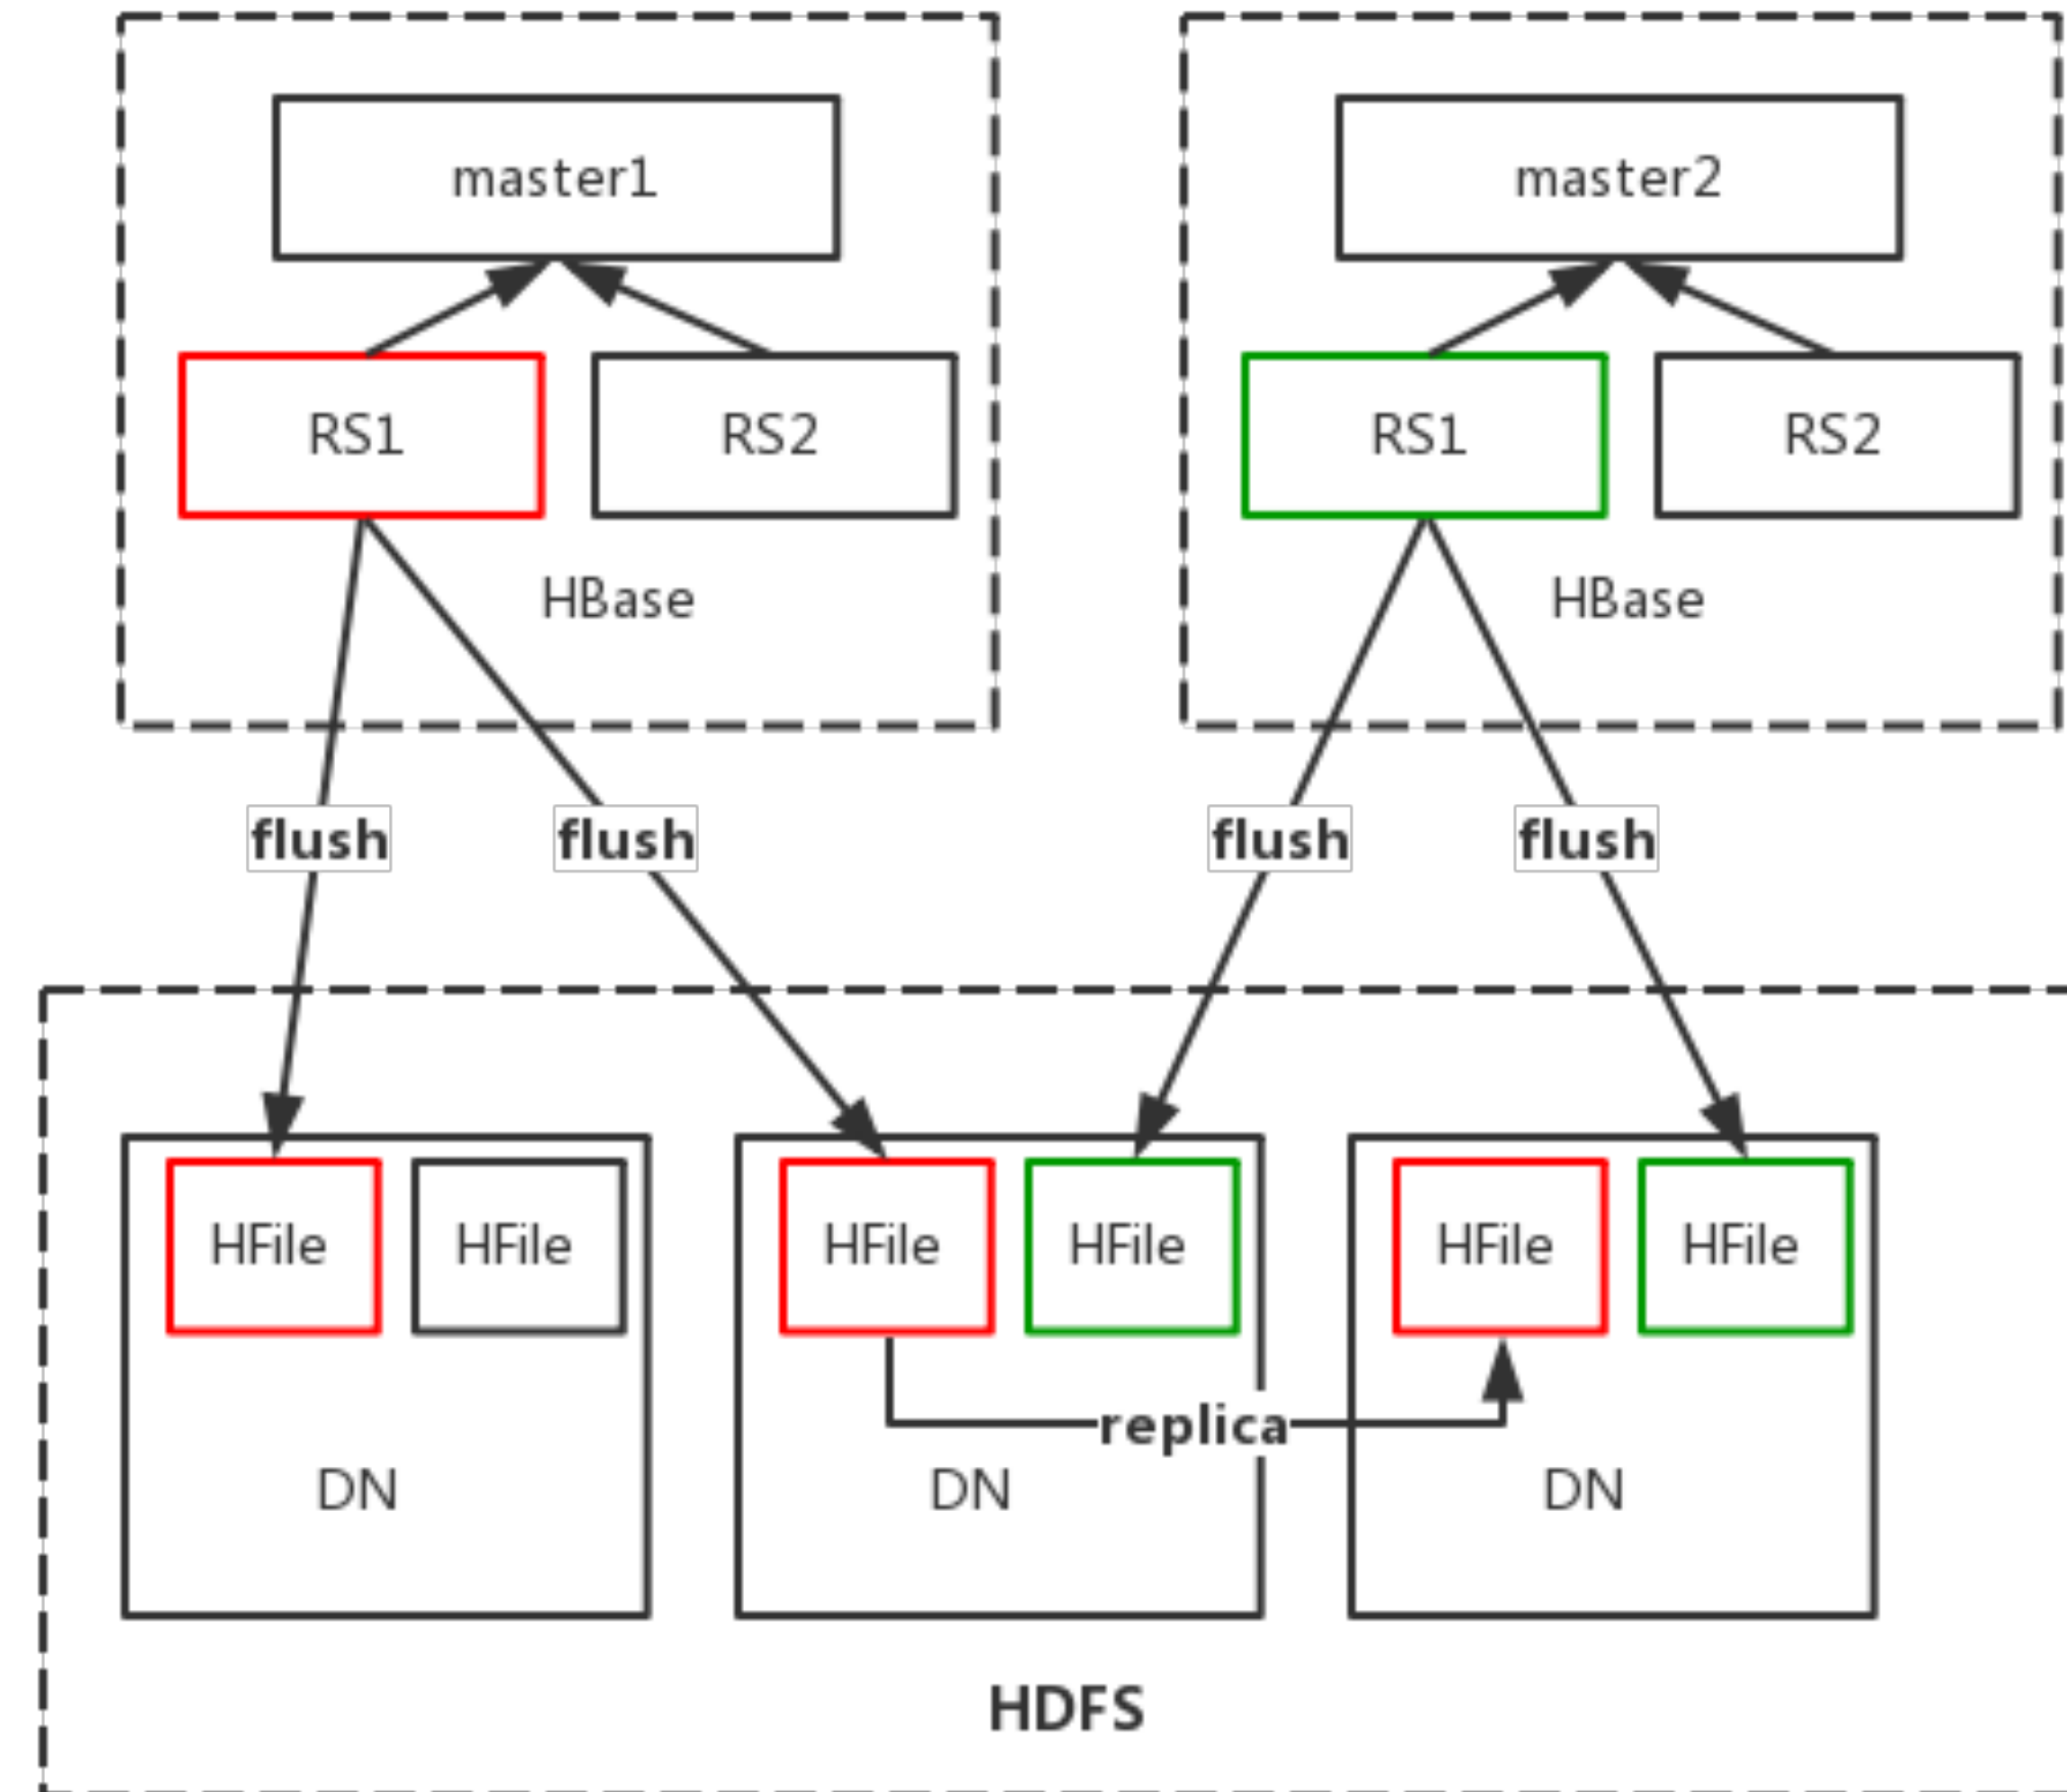 master1
master2
RS1
RS2
RS1
RS2
HBase
HBase
flush
flush
flush
flush
HFile
HFile
HFile
HFile
HFile
HFile
replica
DN
DN
DN
HDFS